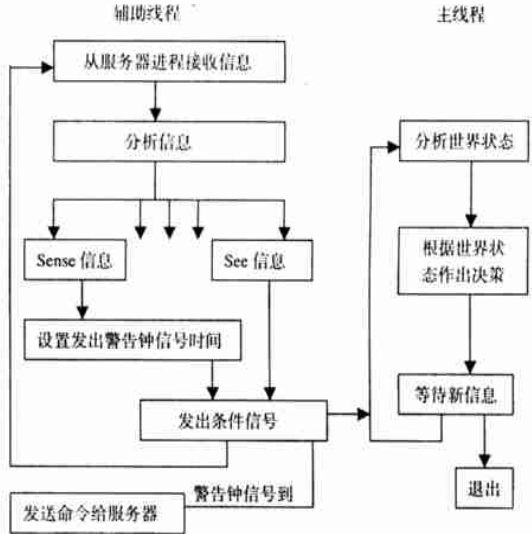 辅助线程
主线程
从服务器进程接收信息
分析信息
分析世界状态
Sense 信息
See 信息
根据世界状
态作出决策
设置发出警告钟信号时间
等待新信息
发出条件信号
警告钟信号到
退出
发送命令给服务器